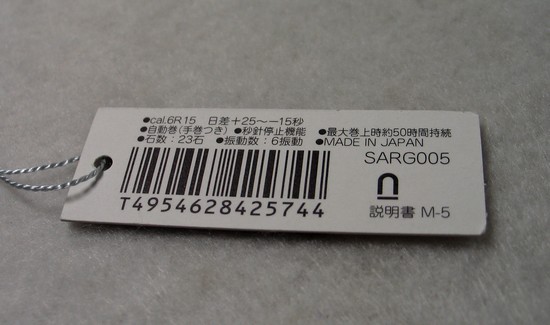 ●cal.6R15 日差+25~-15秒
●自動巻(手巻つき) ●秒針停止機能 ●最大巻上時約50時間持続
●石数:23石 ●振動数:6振動 ●MADE IN JAPAN
SARG005
T4954628425744
説明書 M-5